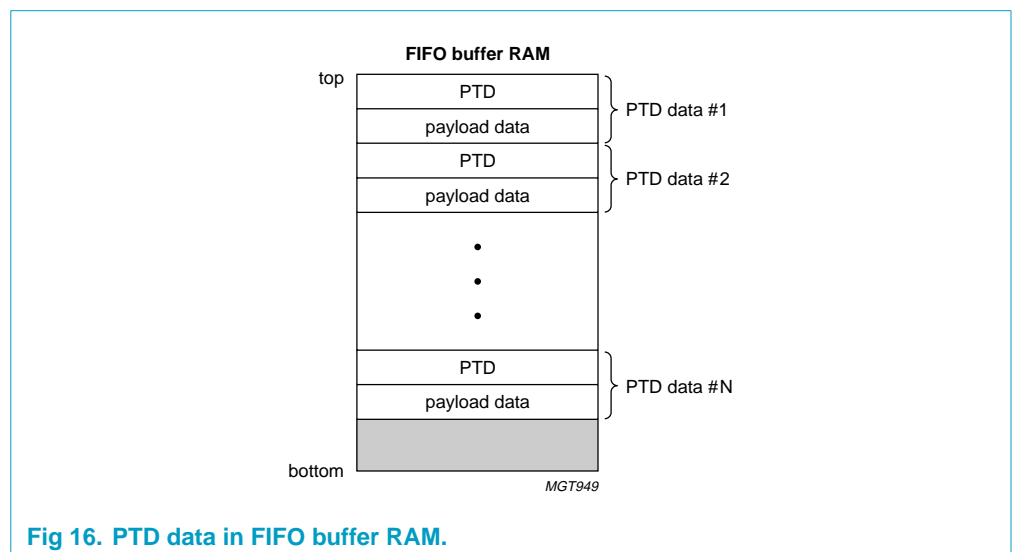 FIFO buffer RAM
top
PTD
payload data
PTD data #1
PTD
payload data
PTD data #2
PTD
payload data
PTD data #N
bottom
MGT949
Fig 16. PTD data in FIFO buffer RAM.